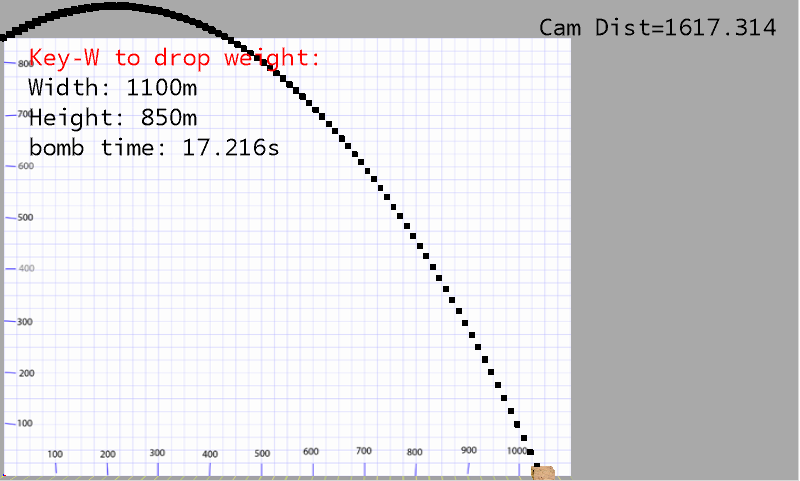 Cam Dist=1617.314
Key-W to drop weight:
Width: 1100m
Height: 850m
bomb time: 17.216s
800
700
600
500
400
300
200
100
100 200 300 400 500 600 700 800 900 1000